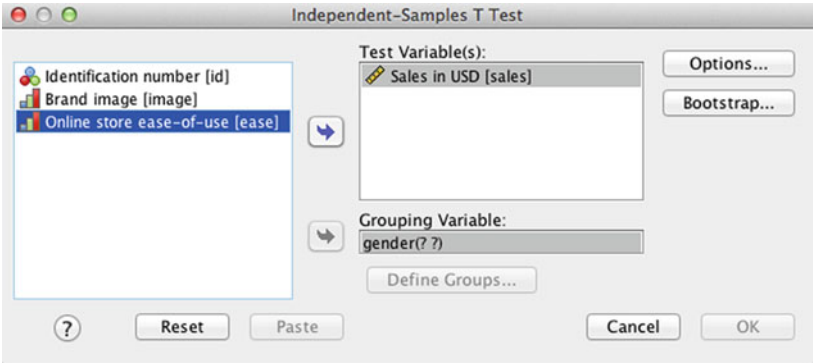 Independent-Samples T Test
Identification number [id]
Brand image [image]
Online store ease-of-use [ease]
Test Variable(s):
Sales in USD [sales]
Grouping Variable:
gender(? ?)
Define Groups...
Options...
Bootstrap...
?
Reset
Paste
Cancel
OK